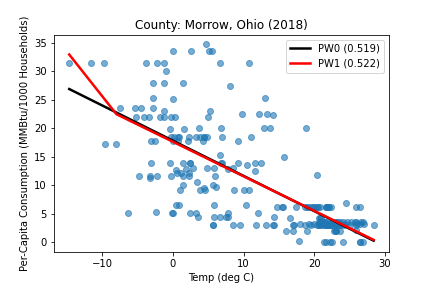 County: Morrow, Ohio (2018)
PW0 (0.519)
PW1 (0.522)
Per-Capita Consumption (MMBtu/1000 Households)
35
30
25
20
15
10
5
0
−10 0 10 20 30
Temp (deg C)